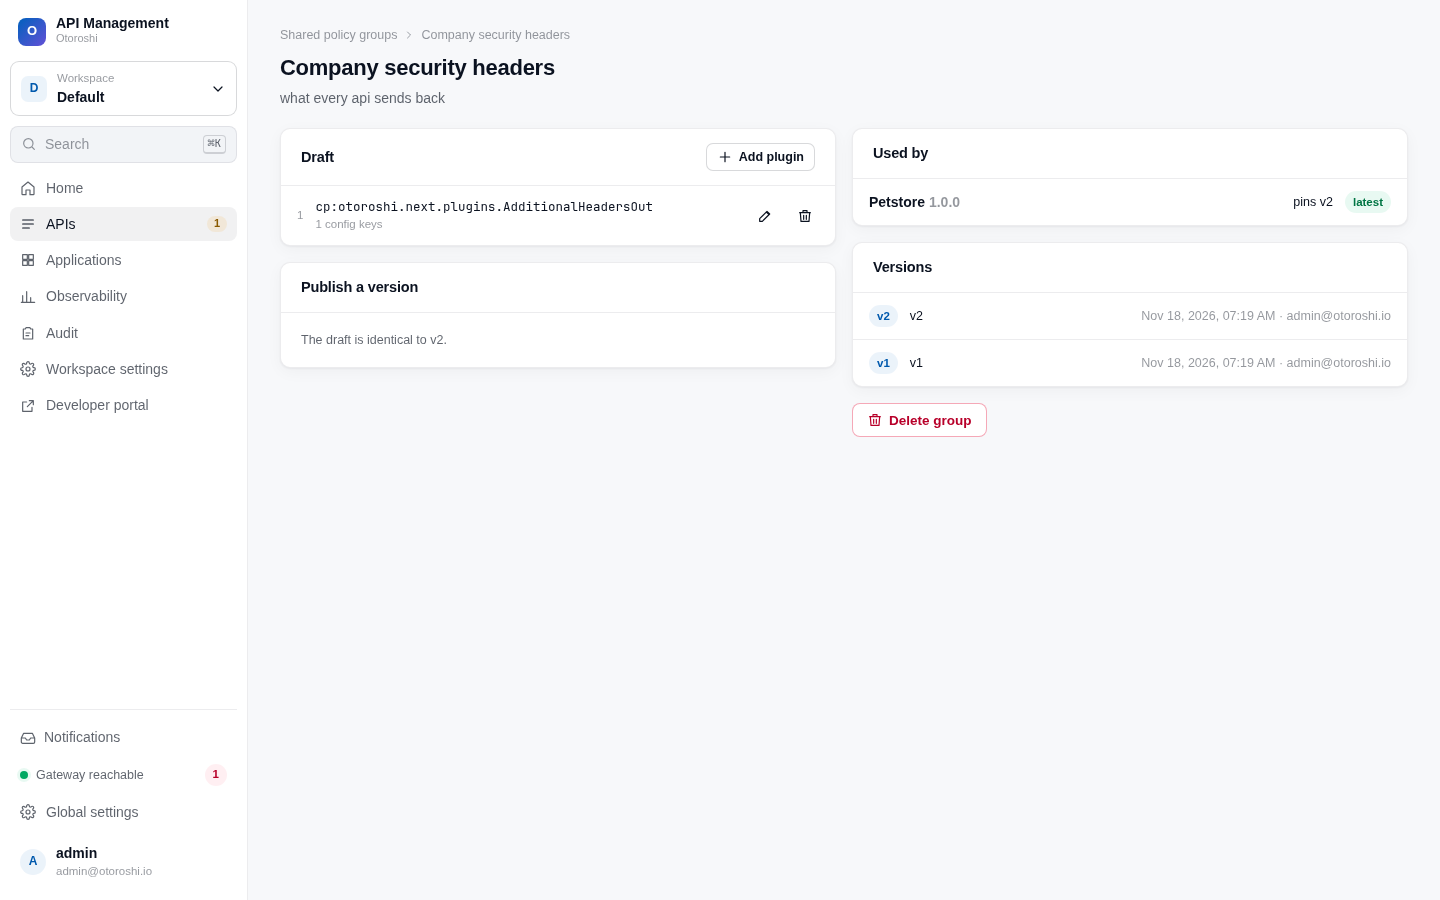 O
API Management
Otoroshi
D
Workspace
Default
Search
⌘K
Home
APIs 1
Applications
Observability
Audit
Workspace settings
Developer portal
Notifications
Gateway reachable 1
Global settings
A
admin
admin@otoroshi.io
Shared policy groups > Company security headers
Company security headers
what every api sends back
Draft
Add plugin
1
cp:otoroshi.next.plugins.AdditionalHeadersOut
1 config keys
Publish a version
The draft is identical to v2.
Used by
Petstore 1.0.0 pins v2 latest
Versions
v2 v2 Nov 18, 2026, 07:19 AM · admin@otoroshi.io
v1 v1 Nov 18, 2026, 07:19 AM · admin@otoroshi.io
Delete group